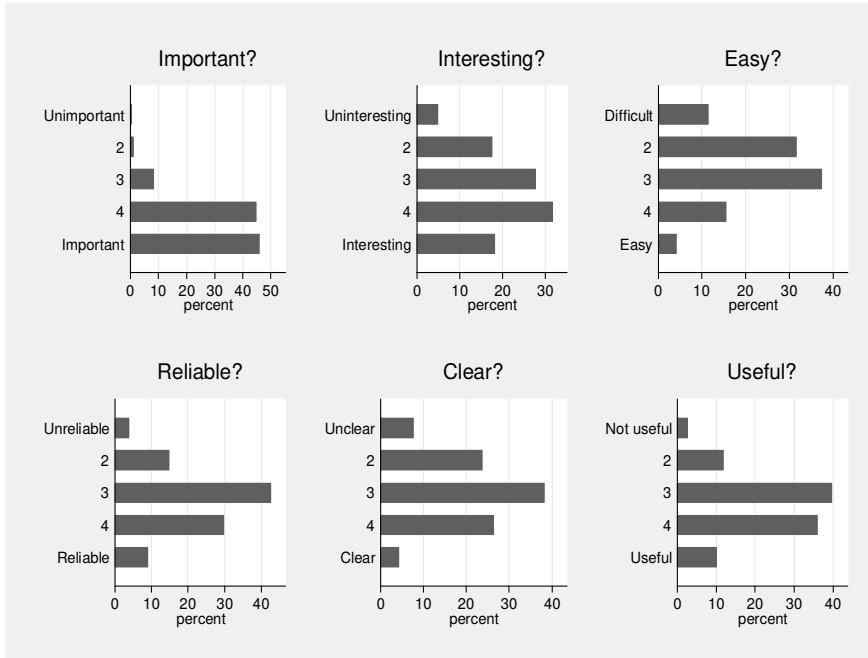 Important?
Unimportant
2
3
4
Important
0 10 20 30 40 50
percent
Interesting?
Uninteresting
2
3
4
Interesting
0 10 20 30
percent
Easy?
Difficult
2
3
4
Easy
0 10 20 30 40
percent
Reliable?
Unreliable
2
3
4
Reliable
0 10 20 30 40
percent
Clear?
Unclear
2
3
4
Clear
0 10 20 30 40
percent
Useful?
Not useful
2
3
4
Useful
0 10 20 30 40
percent